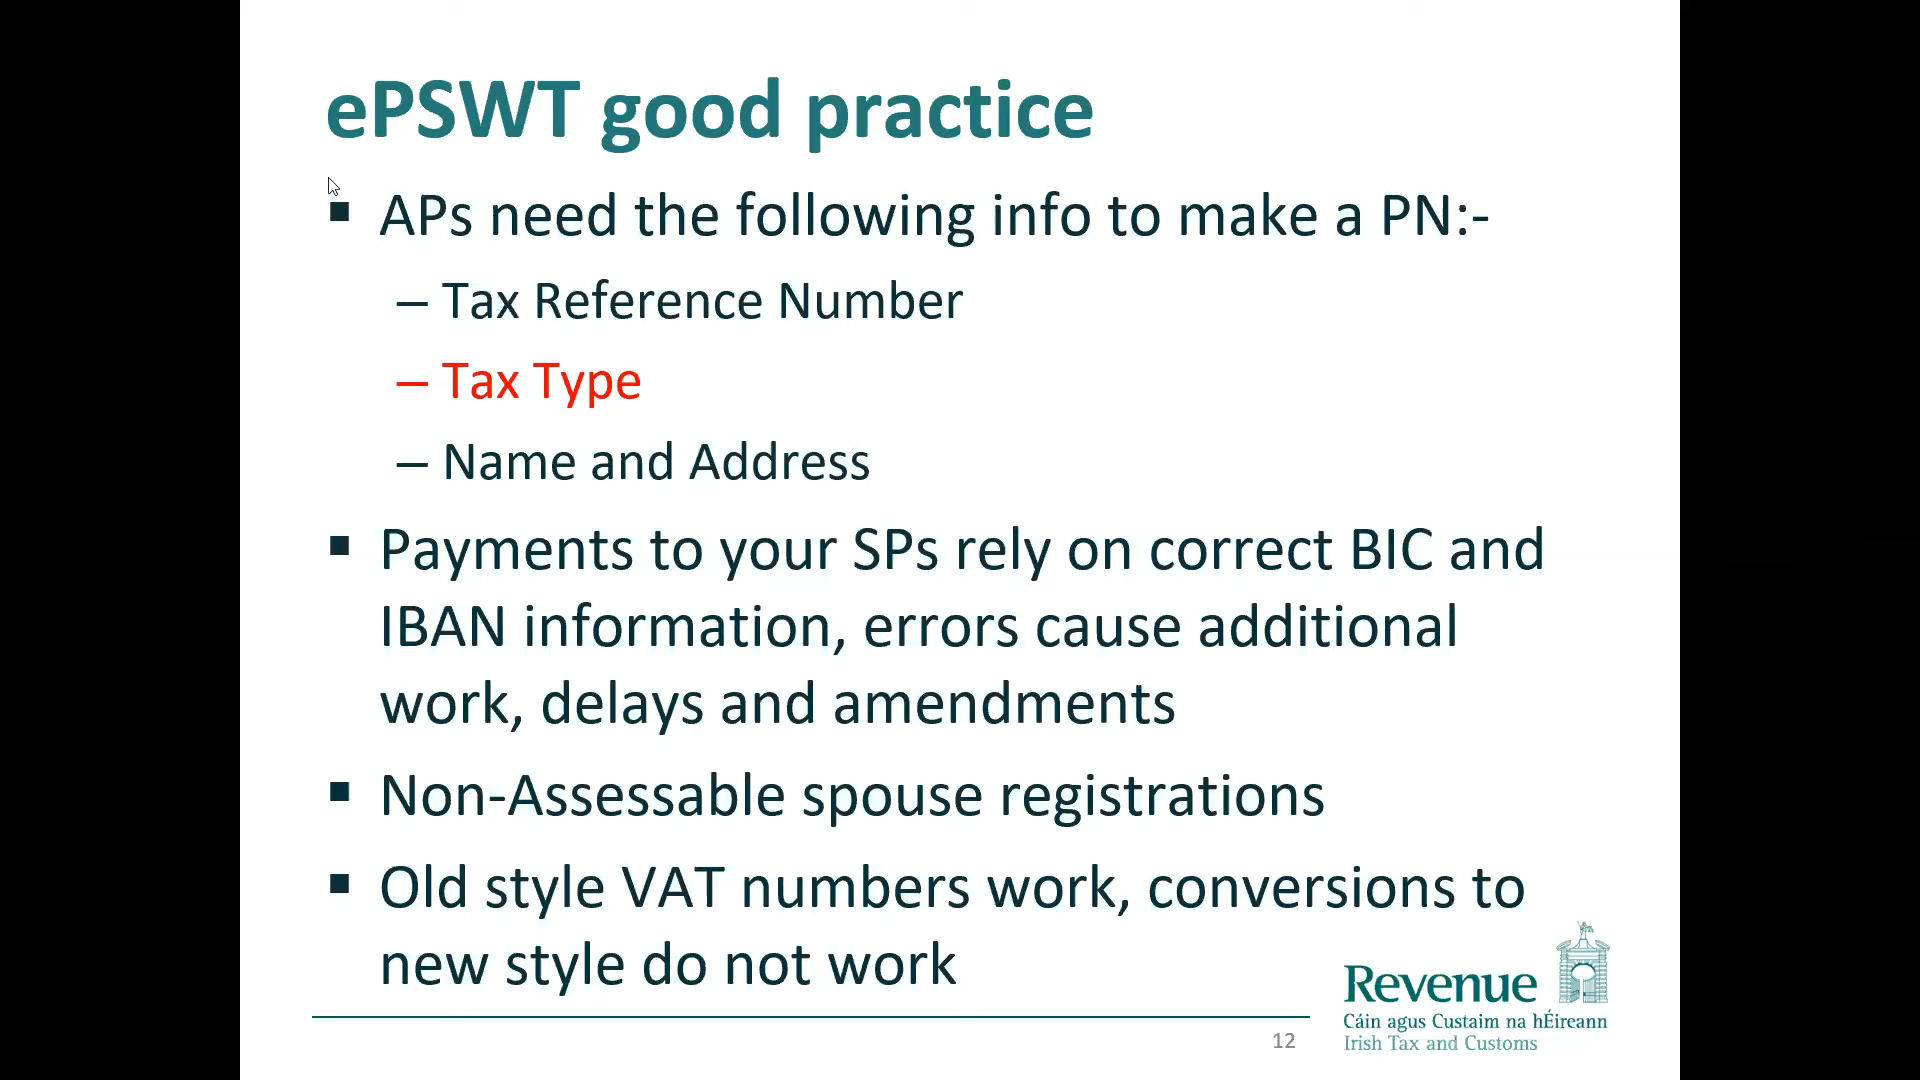 ePSWT good practice
▪ APs need the following info to make a PN:-
– Tax Reference Number
– Tax Type
– Name and Address
▪ Payments to your SPs rely on correct BIC and
IBAN information, errors cause additional
work, delays and amendments
▪ Non-Assessable spouse registrations
▪ Old style VAT numbers work, conversions to
new style do not work
12
Revenue
Cáin agus Custaim na hÉireann
Irish Tax and Customs